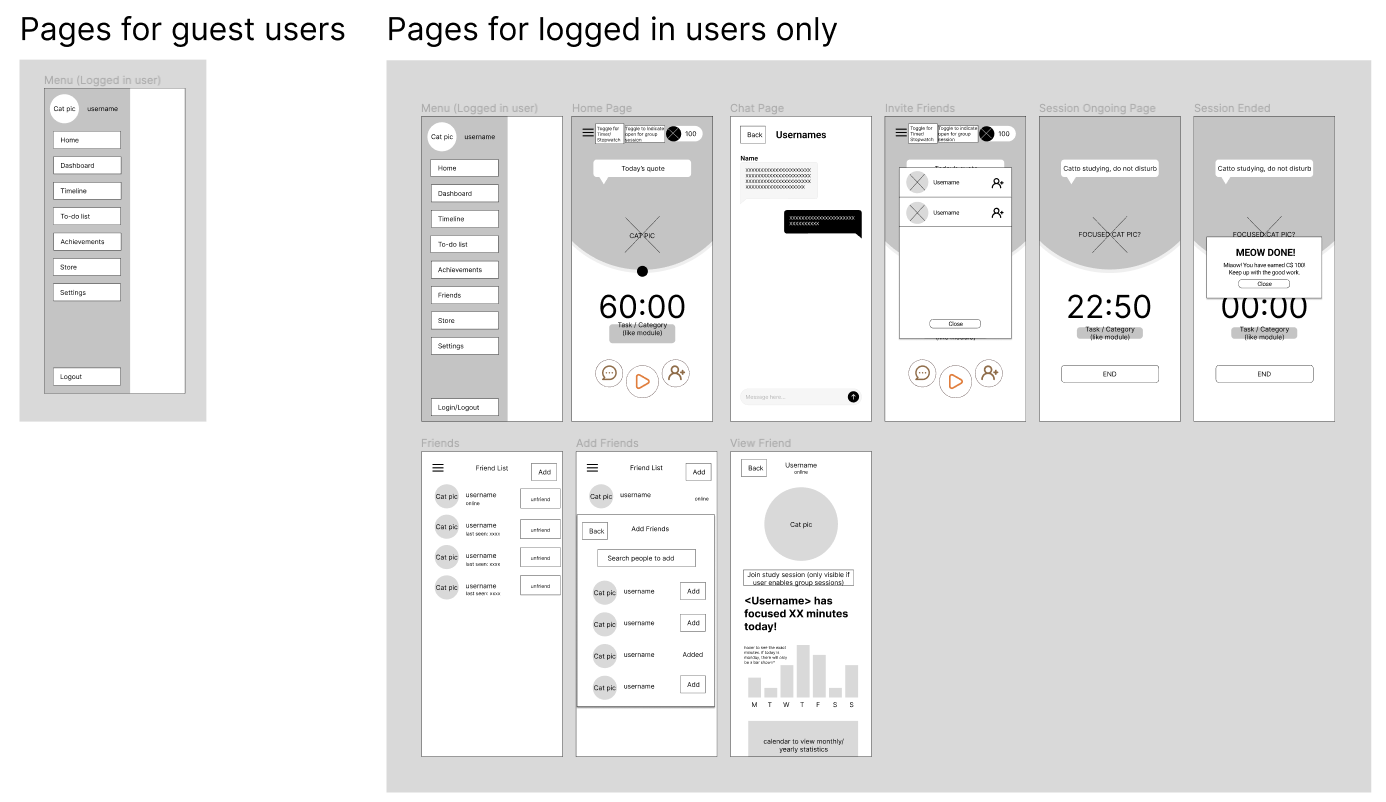 Pages for guest users
Menu (Logged in user)
Cat pic
username
Home
Dashboard
Timeline
To-do list
Achievements
Store
Settings
Logout
Pages for logged in users only
Menu (Logged in user)
Cat pic
username
Home
Dashboard
Timeline
To-do list
Achievements
Friends
Store
Settings
Login/Logout
Home Page
Toggle for
Timer/
Stopwatch
Toggle to indicate
open for group
session
100
Today's quote
CAT PIC
60:00
Task / Category
(like module)
Chat Page
Back
Usernames
Name
XXXXXXXXXXXXXXXXXXXXXX
XXXXXXXXXXXXXXXXXXXXXX
XXXXXXXXXXXXXXXXXXXXXX
XXXXXXXXXXXXXXXXXXXX
XXXXXXXXXXXXXXXXXXXXXX
XXXXXXXXXX
Message here...
Invite Friends
Toggle for
Timer/
Stopwatch
Toggle to indicate
open for group
session
100
Username
Username
Close
Session Ongoing Page
Catto studying, do not disturb
FOCUSED CAT PIC?
22:50
Task / Category
(like module)
END
Session Ended
Catto studying, do not disturb
FOCUSED CAT PIC?
MEOW DONE!
Miaow! You have earned C$ 100!
Keep up with the good work.
Close
00:00
Task / Category
(like module)
END
Friends
Friend List
Add
Cat pic
username
online
unfriend
Cat pic
username
last seen: xxxx
unfriend
Cat pic
username
last seen: xxxx
unfriend
Cat pic
username
last seen: xxxx
unfriend
Add Friends
Friend List
Add
Cat pic
username
online
Back
Add Friends
Search people to add
Cat pic
username
Add
Cat pic
username
Add
Cat pic
username
Added
Cat pic
username
Add
View Friend
Back
Username
online
Cat pic
Join study session (only visible if
user enables group sessions)
<Username> has
focused XX minutes
today!
hover to see the exact
minutes. if today is
monday, there will only
be a bar shown?
M T W T F S S
calendar to view monthly/
yearly statistics